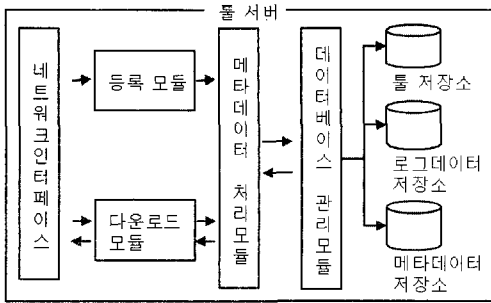 툴 서버
네트워크인터페이스
등록 모듈
다운로드
모듈
메타데이터 처리모듈
데이터베이스 관리모듈
툴 저장소
로그데이터
저장소
메타데이터
저장소